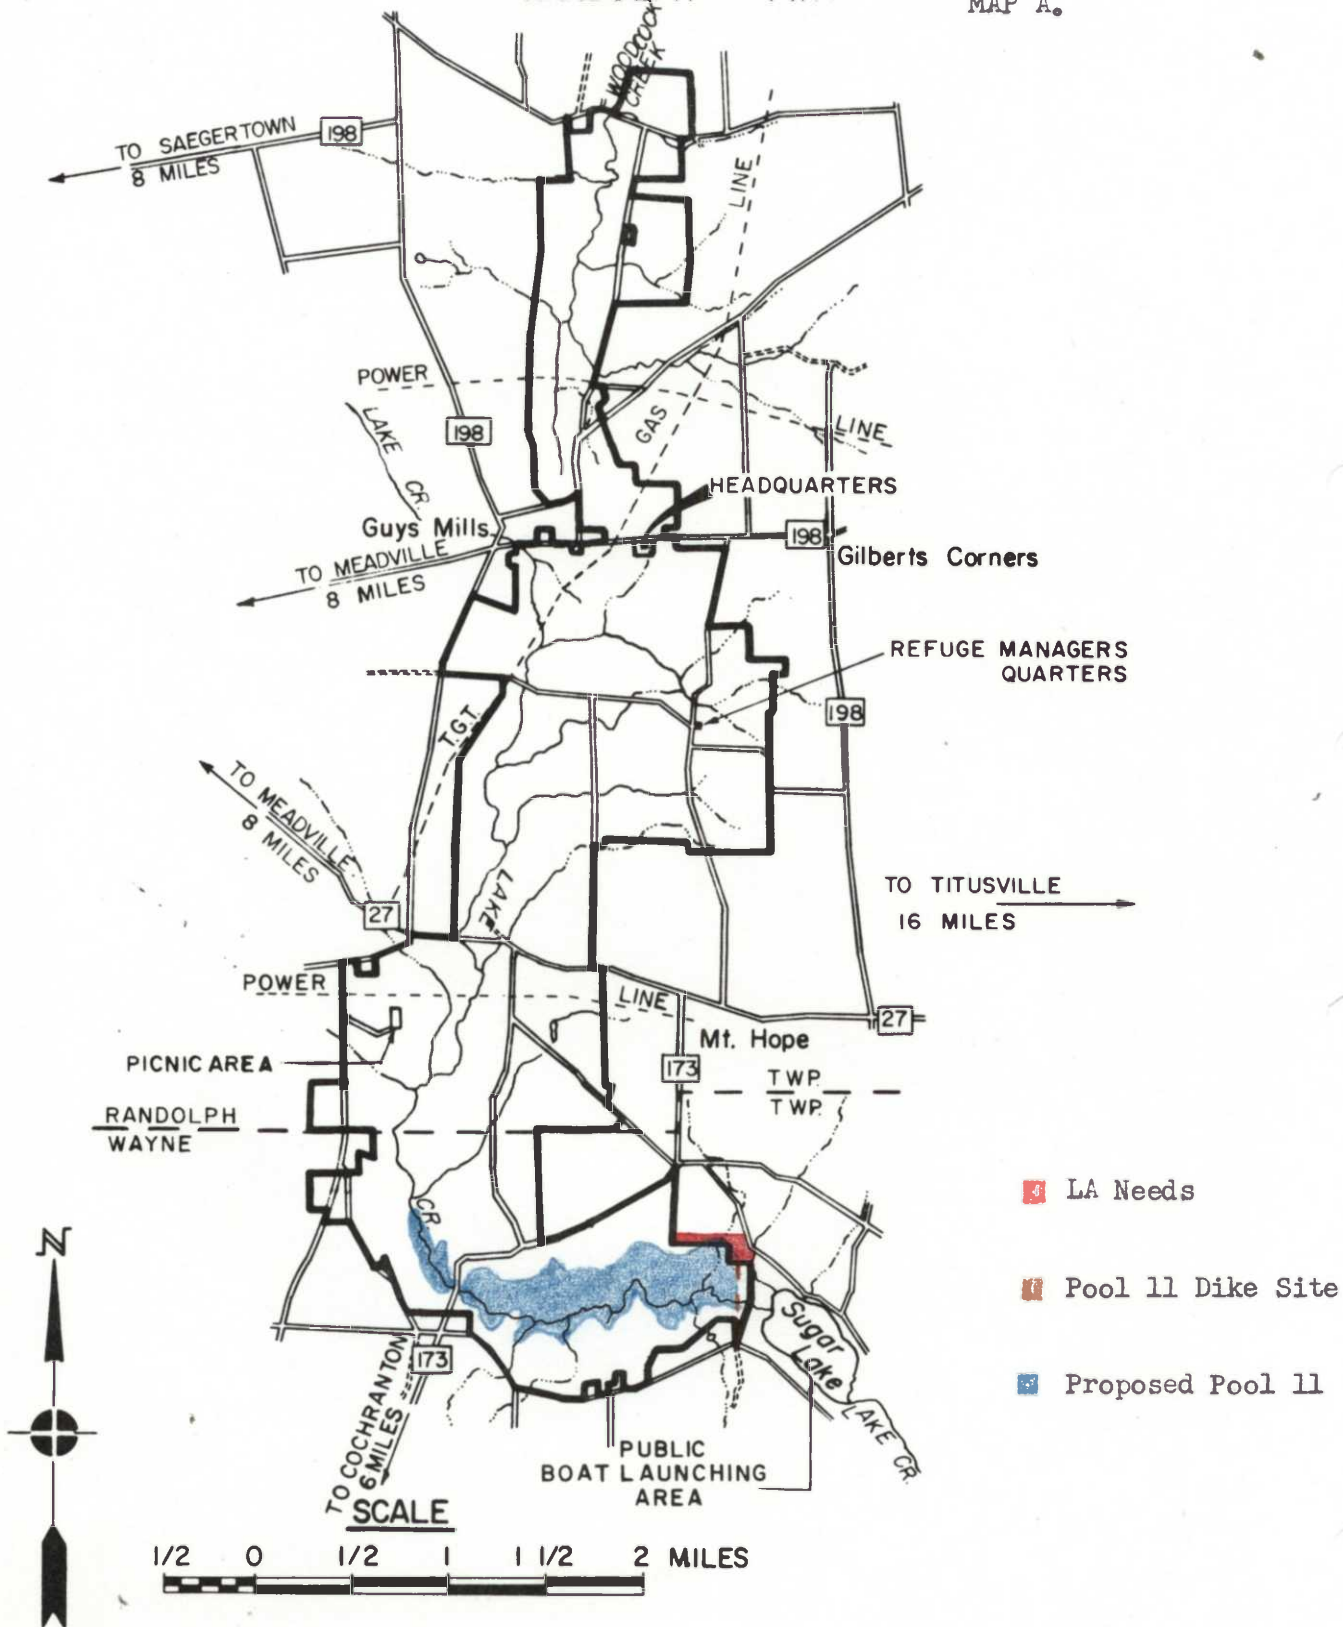 MAP A.
WOODCOCK
CREEK
TO SAEGERTOWN
8 MILES
198
LINE
POWER
LAKE CR.
198
GAS
LINE
HEADQUARTERS
Guys Mills
198
Gilberts Corners
TO MEADVILLE
8 MILES
REFUGE MANAGERS
QUARTERS
198
T.G.T.
TO MEADVILLE
8 MILES
LAKE
TO TITUSVILLE
16 MILES
27
POWER
LINE
27
Mt. Hope
PICNIC AREA
173
TWP.
TWP.
RANDOLPH
WAYNE
LA Needs
CR.
Pool 11 Dike Site
Sugar
Lake
173
Proposed Pool 11
LAKE CR.
TO COCHRANTON
6 MILES
PUBLIC
BOAT LAUNCHING
AREA
N
SCALE
1/2 0 1/2 1 1 1/2 2 MILES